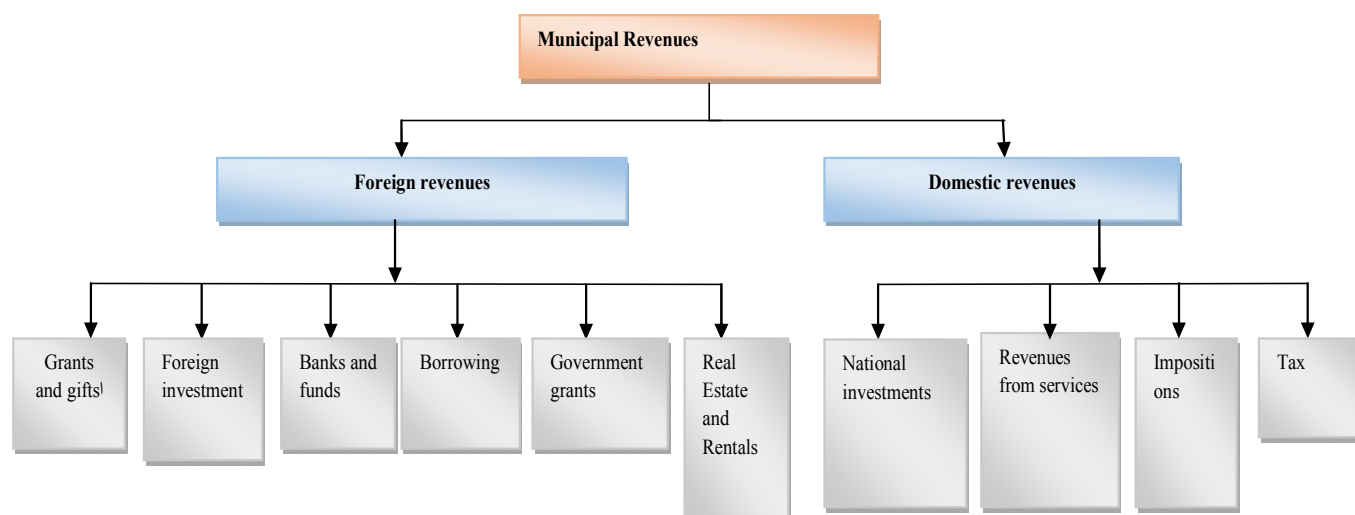 Municipal Revenues
Foreign revenues
Domestic revenues
Grants
and gifts
Foreign
investment
Banks and
funds
Borrowing
Government
grants
Real
Estate
and
Rentals
National
investments
Revenues
from services
Impositi
ons
Tax